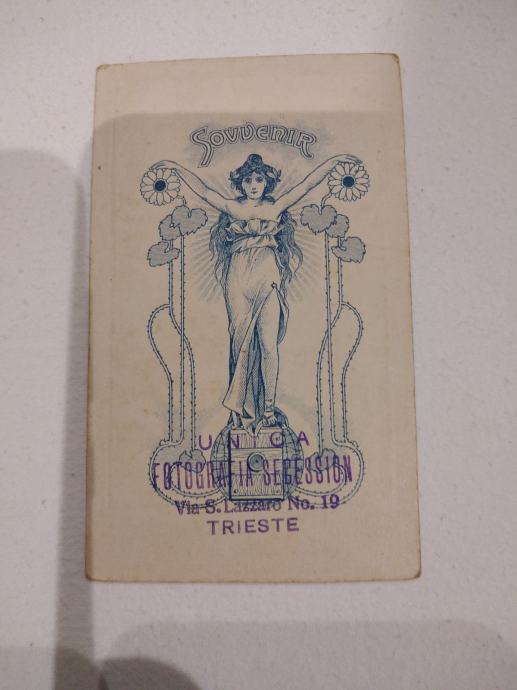 SOUVENIR
UNICA
FOTOGRAFIA SECESSION
Via S. Lazzaro No. 19
TRIESTE